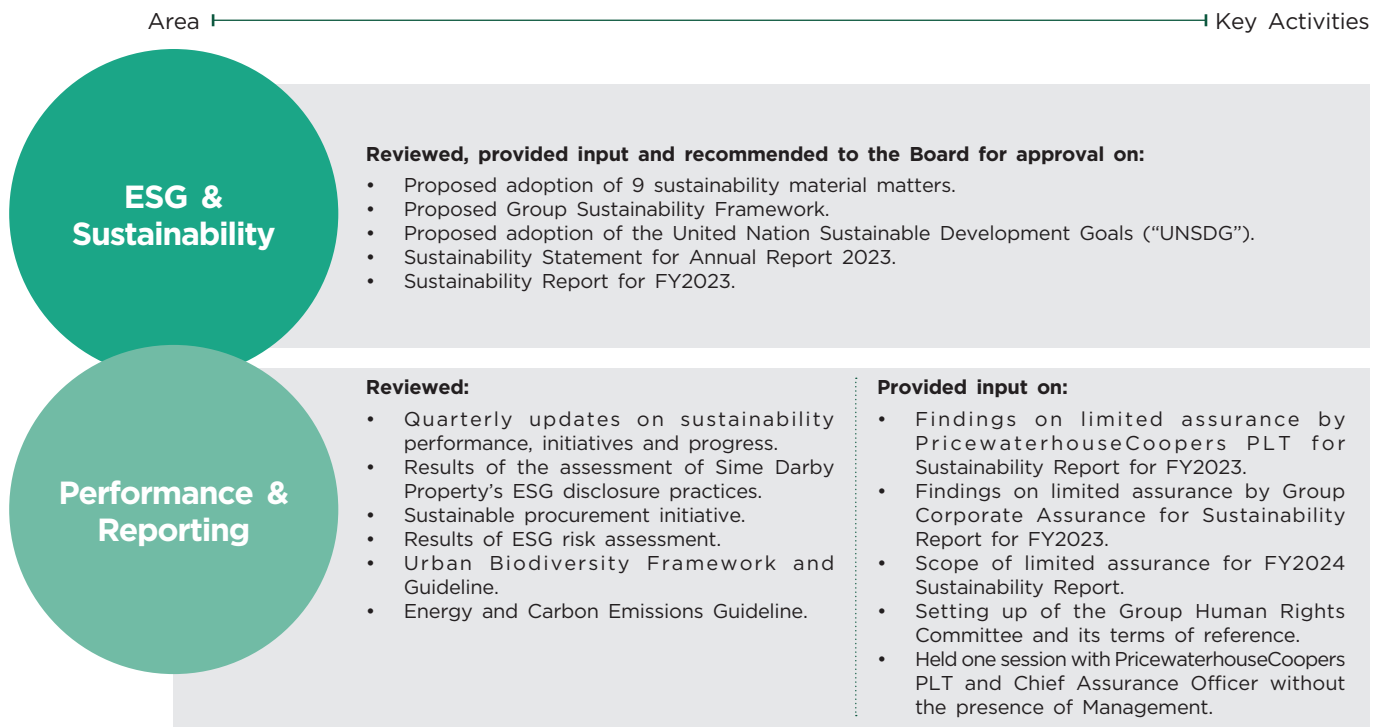 Area
Key Activities
ESG &
Sustainability
Reviewed, provided input and recommended to the Board for approval on:
• Proposed adoption of 9 sustainability material matters.
• Proposed Group Sustainability Framework.
• Proposed adoption of the United Nation Sustainable Development Goals (“UNSDG”).
• Sustainability Statement for Annual Report 2023.
• Sustainability Report for FY2023.
Performance &
Reporting
Reviewed:
• Quarterly updates on sustainability
performance, initiatives and progress.
• Results of the assessment of Sime Darby
Property’s ESG disclosure practices.
• Sustainable procurement initiative.
• Results of ESG risk assessment.
• Urban Biodiversity Framework and
Guideline.
• Energy and Carbon Emissions Guideline.
Provided input on:
• Findings on limited assurance by
PricewaterhouseCoopers PLT for
Sustainability Report for FY2023.
• Findings on limited assurance by Group
Corporate Assurance for Sustainability
Report for FY2023.
• Scope of limited assurance for FY2024
Sustainability Report.
• Setting up of the Group Human Rights
Committee and its terms of reference.
• Held one session with PricewaterhouseCoopers
PLT and Chief Assurance Officer without
the presence of Management.